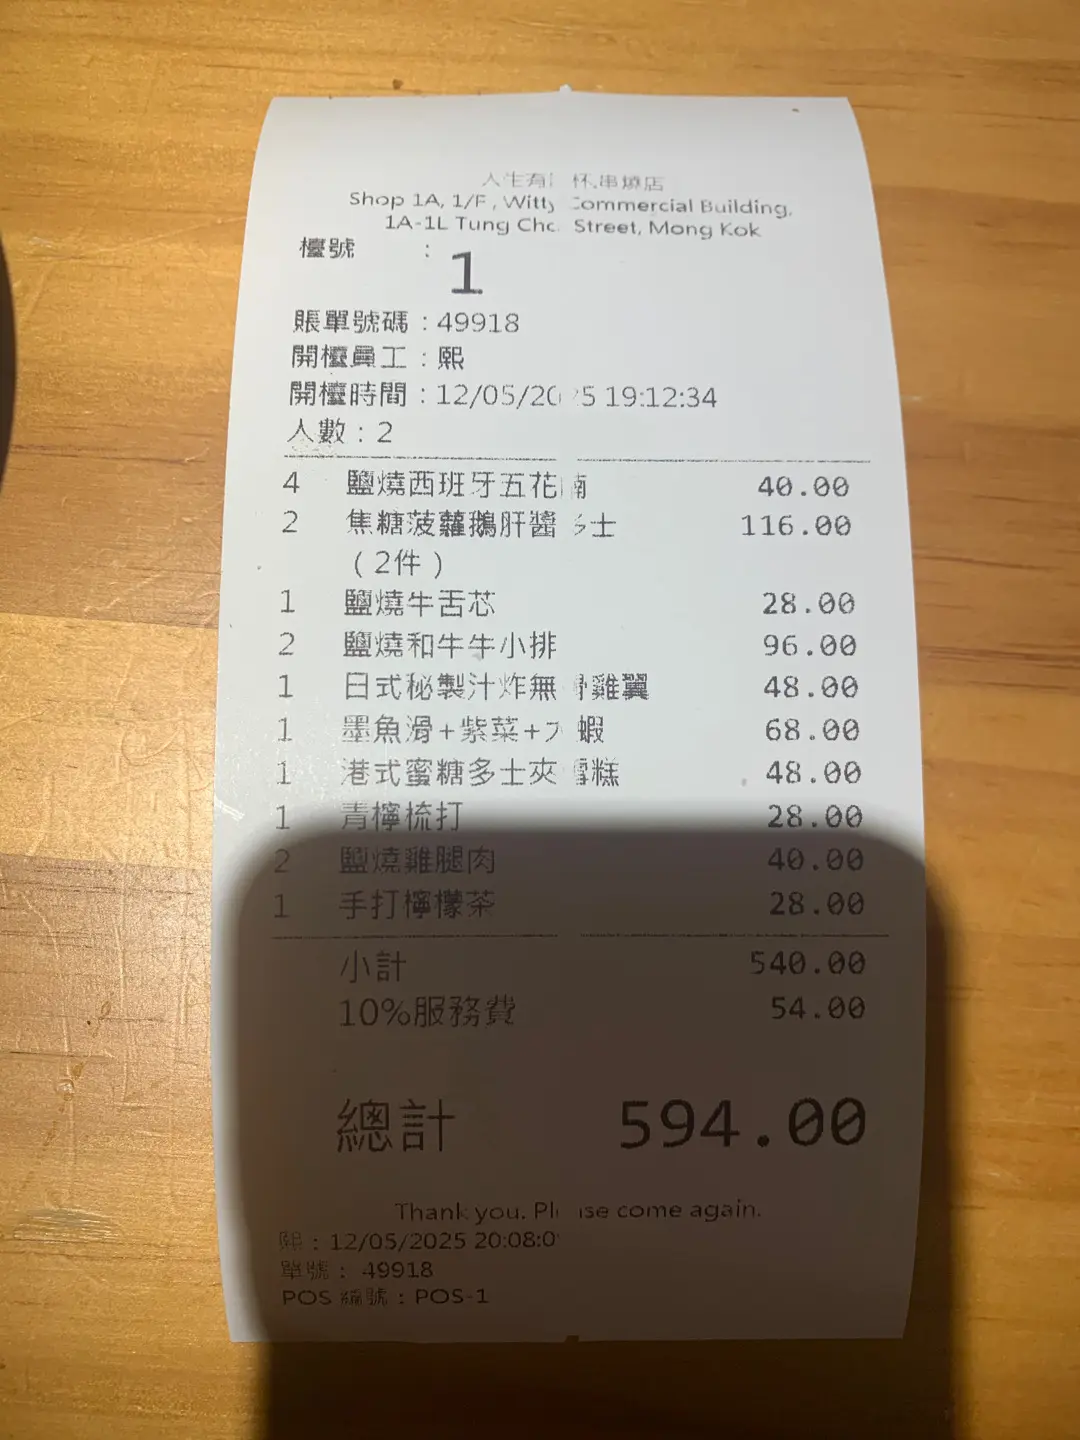 人生有 杯串燒店
Shop 1A, 1/F , Witty Commercial Building,
1A-1L Tung Street, Mong Kok
檯號 : 1
賬單號碼 : 49918
開檯員工 : 熙
開檯時間 : 12/05/2025 19:12:34
人數 : 2
4 鹽燒西班牙五花腩 40.00
2 焦糖菠蘿鵝肝醬多士 116.00
（2件）
1 鹽燒牛舌芯 28.00
2 鹽燒和牛牛小排 96.00
1 日式秘製汁炸無骨雞翼 48.00
1 墨魚滑+紫菜+大蝦 68.00
1 港式蜜糖多士夾雪糕 48.00
1 青檸梳打 28.00
2 鹽燒雞腿肉 40.00
1 手打檸檬茶 28.00
小計 540.00
10%服務費 54.00
總計 594.00
Thank you. Please come again.
熙 : 12/05/2025 20:08:0
單號 : 49918
POS 編號 : POS-1